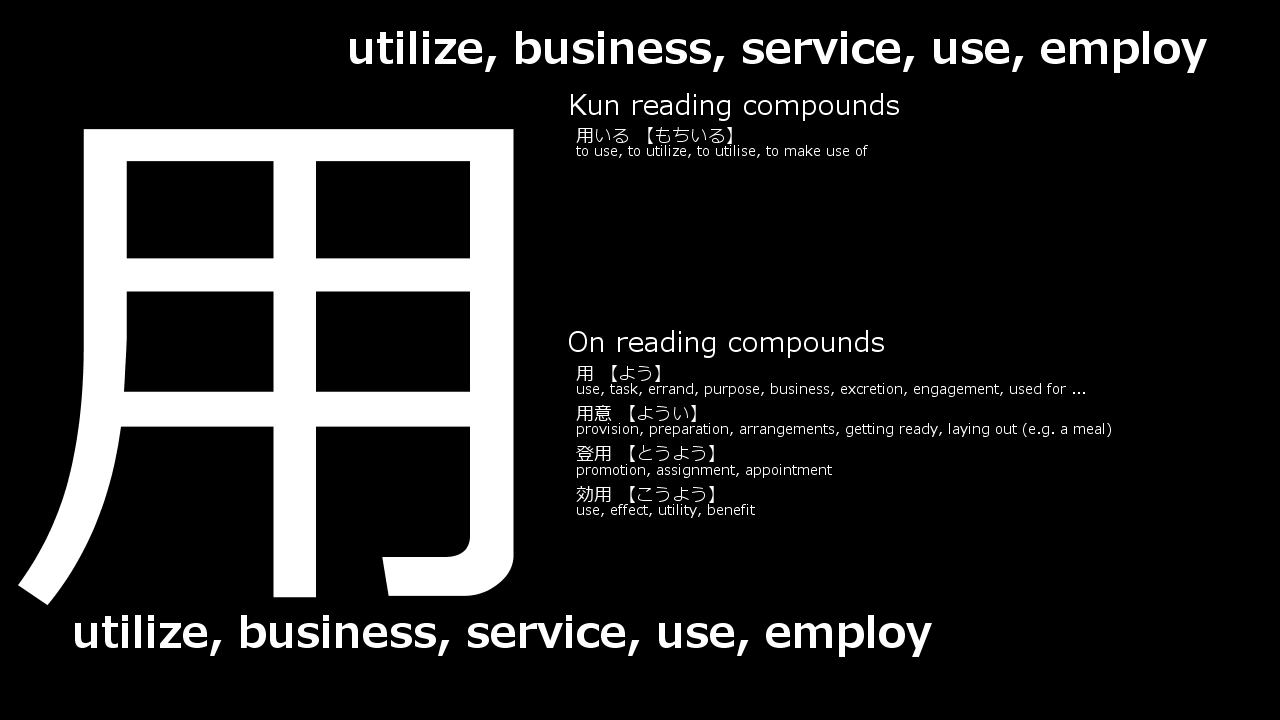 utilize, business, service, use, employ
用
Kun reading compounds
用いる 【もちいる】
to use, to utilize, to utilise, to make use of
On reading compounds
用 【よう】
use, task, errand, purpose, business, excretion, engagement, used for ...
用意 【ようい】
provision, preparation, arrangements, getting ready, laying out (e.g. a meal)
登用 【とうよう】
promotion, assignment, appointment
効用 【こうよう】
use, effect, utility, benefit
utilize, business, service, use, employ